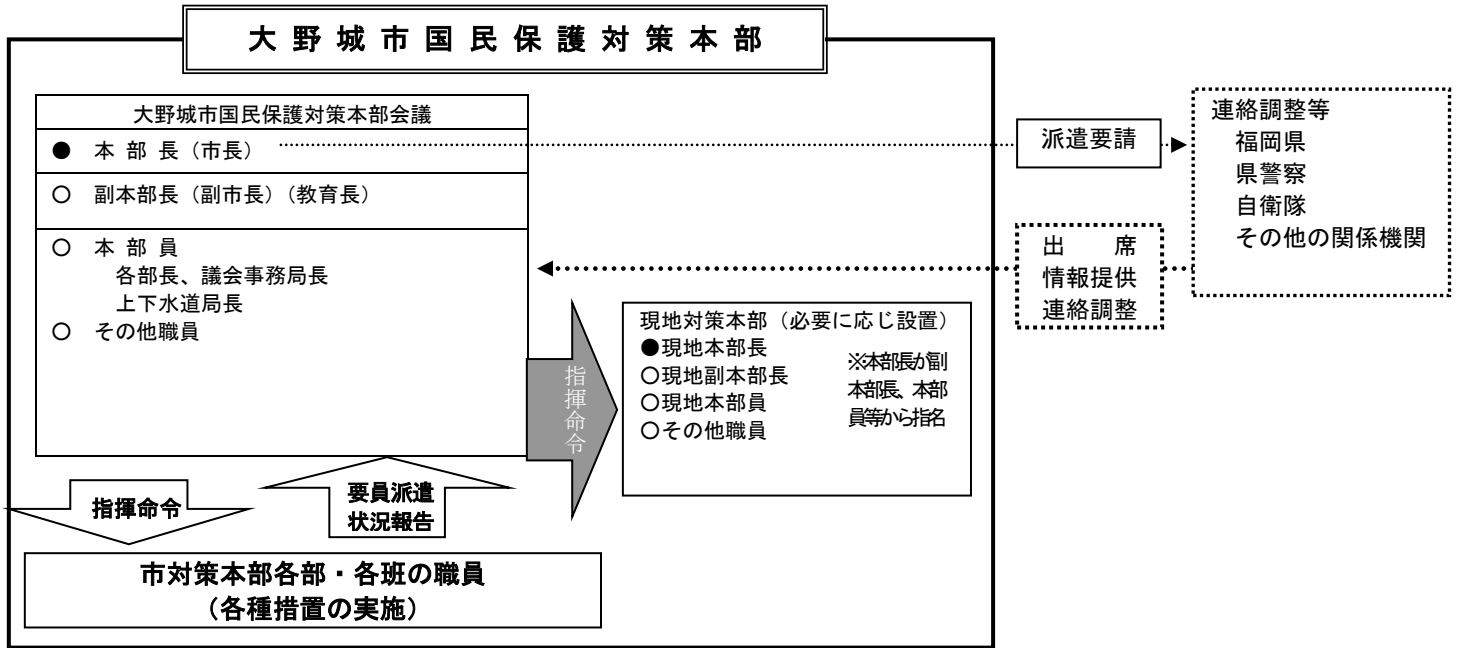 大野城市国民保護対策本部
大野城市国民保護対策本部会議
● 本部長（市長）
○ 副本部長（副市長）（教育長）
○ 本部員
各部長、議会事務局長
上下水道局長
○ その他職員
派遣要請
連絡調整等
福岡県
県警察
自衛隊
その他の関係機関
出席
情報提供
連絡調整
指揮命令
現地対策本部（必要に応じ設置）
●現地本部長
○現地副本部長
○現地本部員
○その他職員
※本部長が副
本部長、本部
員等から指名
指揮命令
要員派遣
状況報告
市対策本部各部・各班の職員
（各種措置の実施）